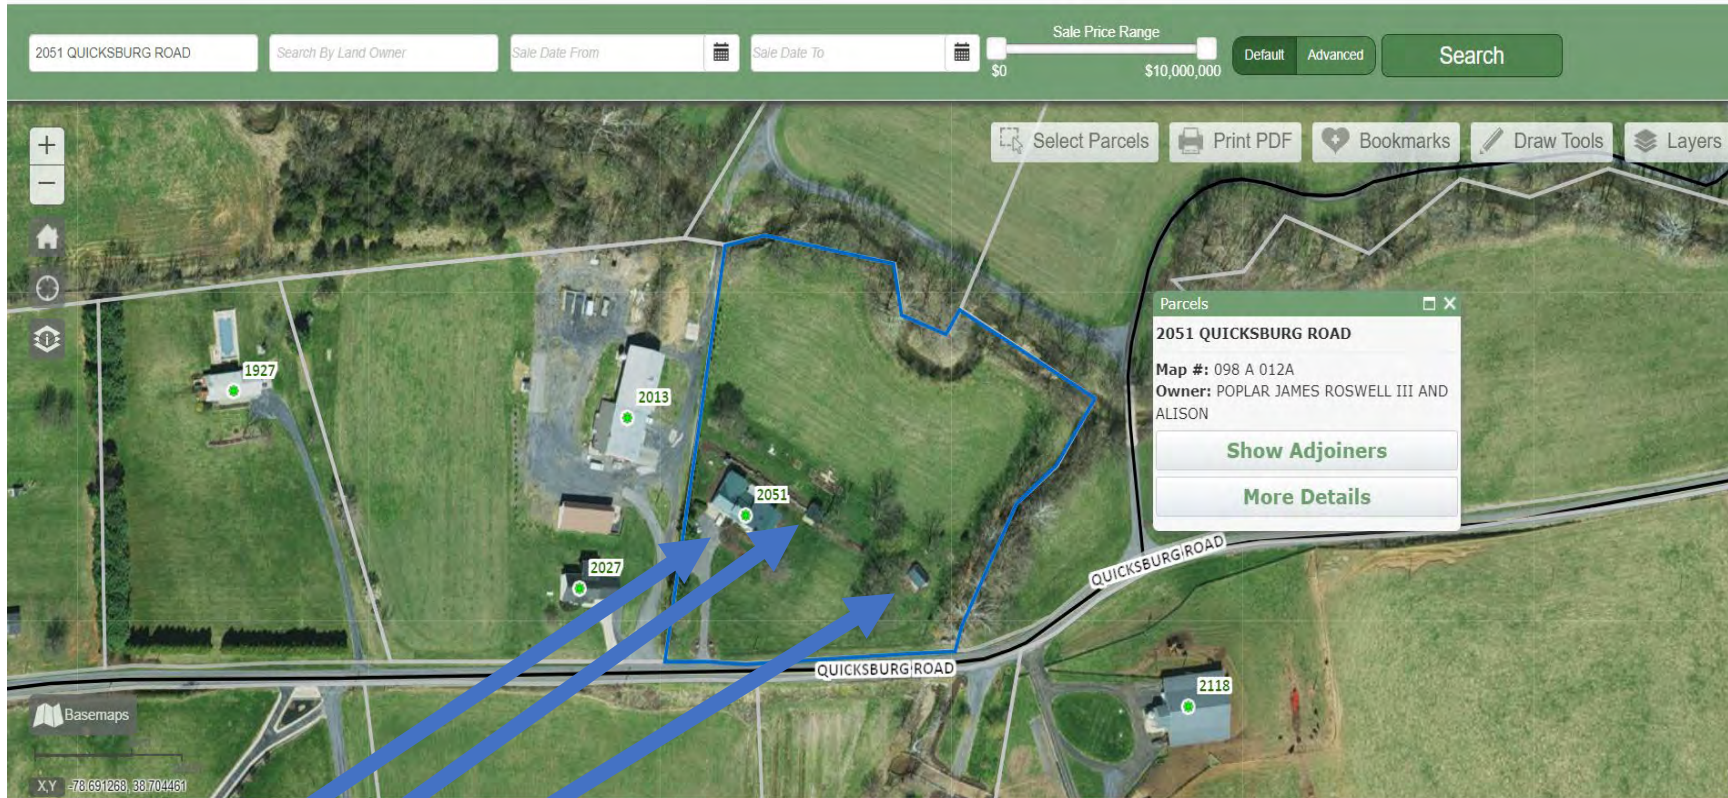 Sale Price Range
2051 QUICKSBURG ROAD
Search By Land Owner
Sale Date From
Sale Date To
$0
$10,000,000
Default
Advanced
Search
+
Select Parcels
Print PDF
Bookmarks
Draw Tools
Layers
−
Parcels
2051 QUICKSBURG ROAD
Map #: 098 A 012A
Owner: POPLAR JAMES ROSWELL III AND
ALISON
Show Adjoiners
More Details
1927
2013
2051
2027
QUICKSBURG ROAD
QUICKSBURG ROAD
2118
Basemaps
X,Y
-78.691268, 38.704461